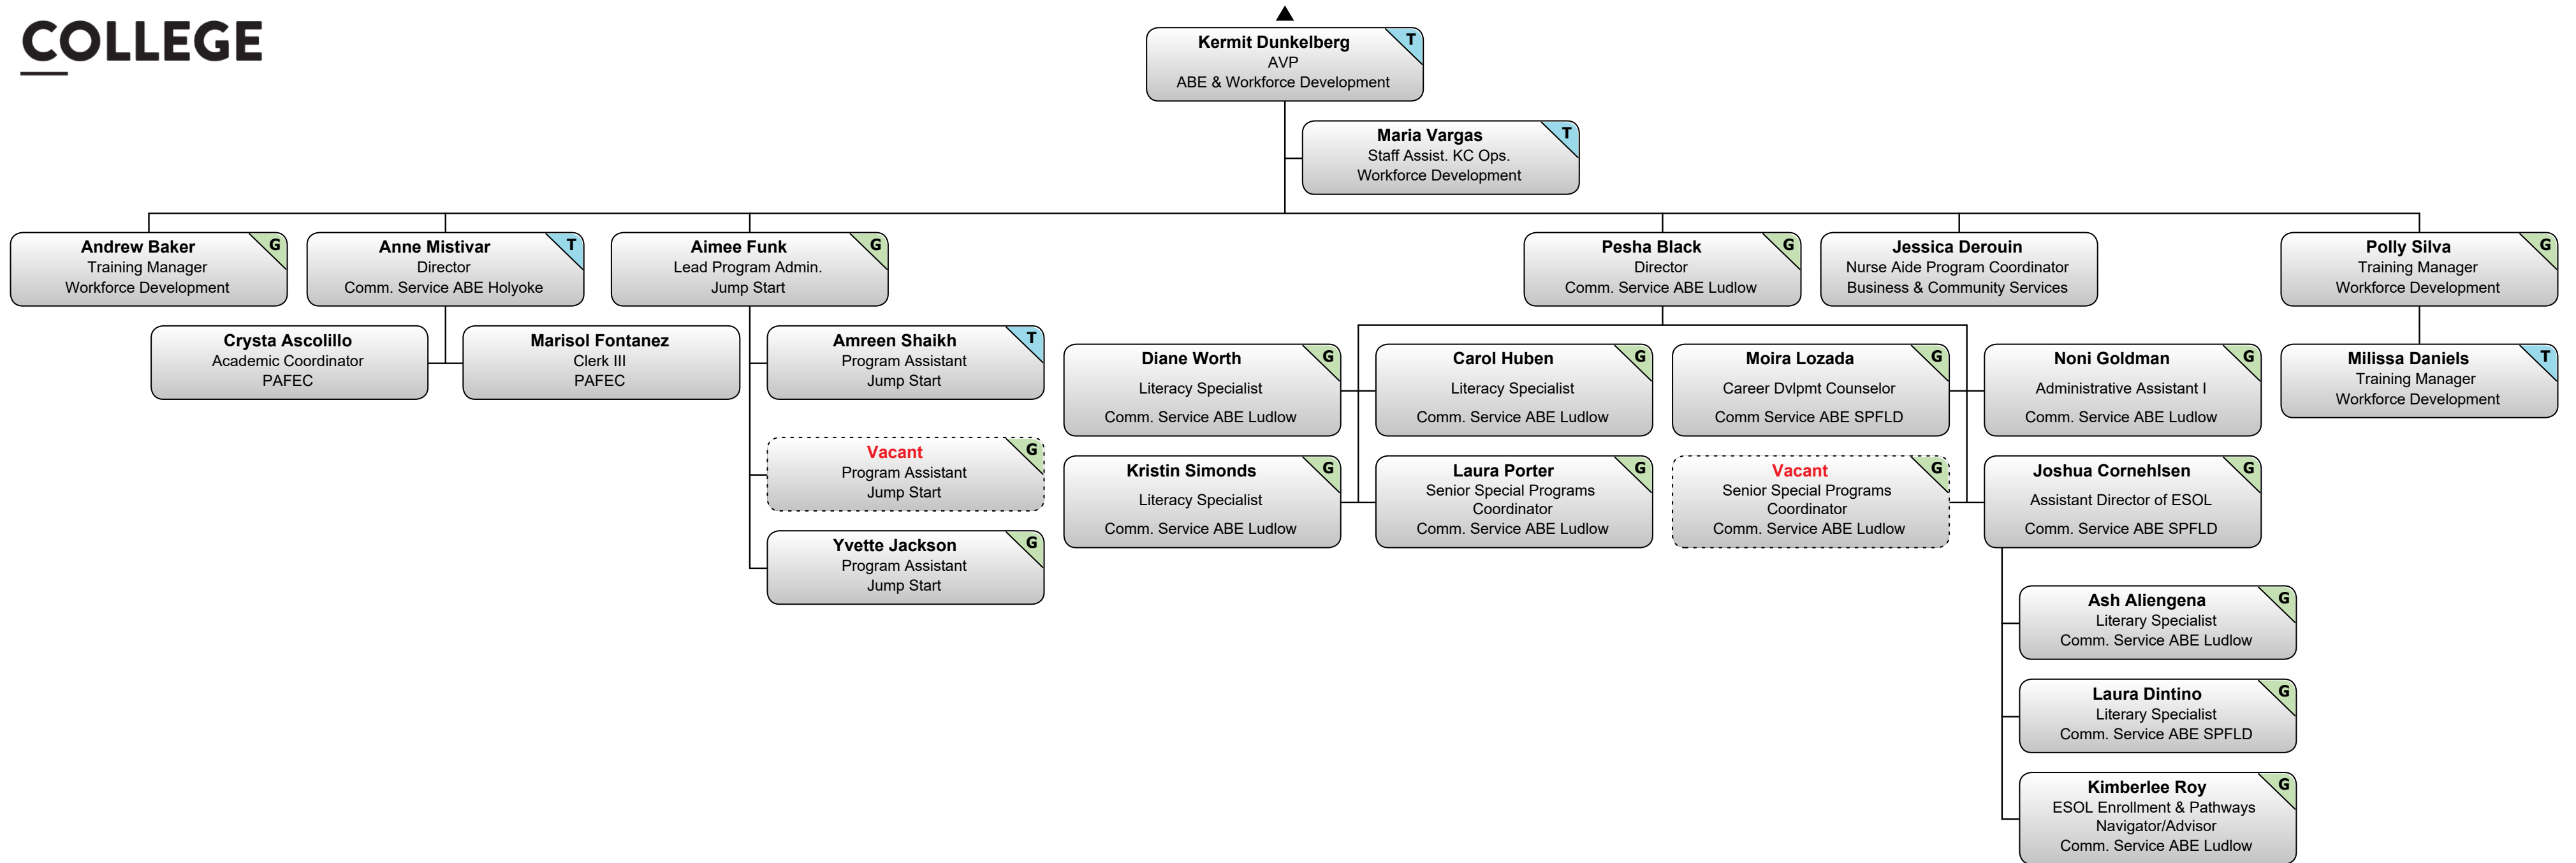 COLLEGE
Kermit Dunkelberg
T
AVP
ABE & Workforce Development
Maria Vargas
T
Staff Assist. KC Ops.
Workforce Development
Andrew Baker
G
Training Manager
Workforce Development
Anne Mistivar
T
Director
Comm. Service ABE Holyoke
Aimee Funk
G
Lead Program Admin.
Jump Start
Pesha Black
G
Director
Comm. Service ABE Ludlow
Jessica Derouin
Nurse Aide Program Coordinator
Business & Community Services
Polly Silva
G
Training Manager
Workforce Development
Crysta Ascolillo
Academic Coordinator
PAFEC
Marisol Fontanez
Clerk III
PAFEC
Amreen Shaikh
T
Program Assistant
Jump Start
Vacant
G
Program Assistant
Jump Start
Yvette Jackson
G
Program Assistant
Jump Start
Diane Worth
G
Literacy Specialist
Comm. Service ABE Ludlow
Carol Huben
G
Literacy Specialist
Comm. Service ABE Ludlow
Moira Lozada
G
Career Dvlpmt Counselor
Comm Service ABE SPFLD
Noni Goldman
G
Administrative Assistant I
Comm. Service ABE Ludlow
Milissa Daniels
T
Training Manager
Workforce Development
Kristin Simonds
G
Literacy Specialist
Comm. Service ABE Ludlow
Laura Porter
G
Senior Special Programs
Coordinator
Comm. Service ABE Ludlow
Vacant
G
Senior Special Programs
Coordinator
Comm. Service ABE Ludlow
Joshua Cornehlsen
G
Assistant Director of ESOL
Comm. Service ABE SPFLD
Ash Aliengena
G
Literary Specialist
Comm. Service ABE Ludlow
Laura Dintino
G
Literary Specialist
Comm. Service ABE SPFLD
Kimberlee Roy
G
ESOL Enrollment & Pathways
Navigator/Advisor
Comm. Service ABE Ludlow